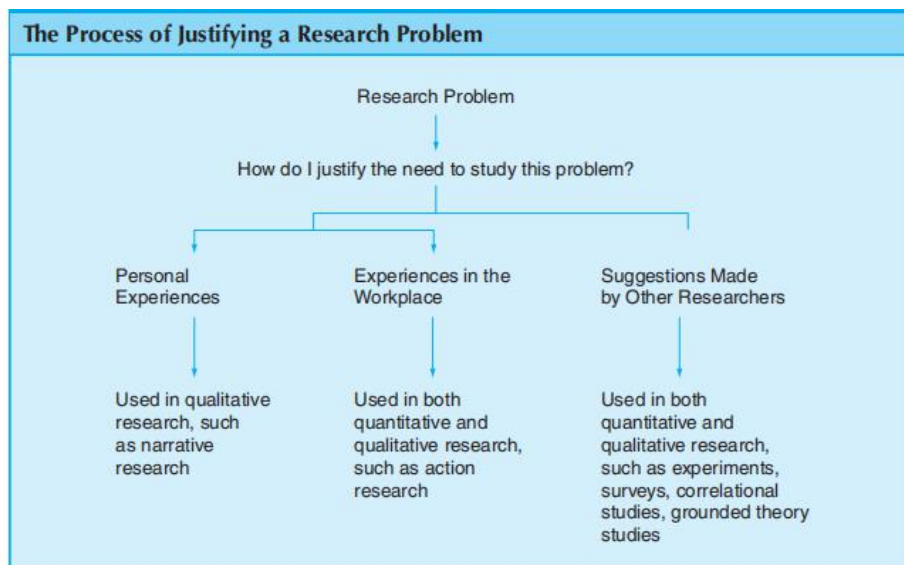 The Process of Justifying a Research Problem
Research Problem
How do I justify the need to study this problem?
Personal
Experiences
Experiences in the
Workplace
Suggestions Made
by Other Researchers
Used in qualitative
research, such
as narrative
research
Used in both
quantitative and
qualitative research,
such as action
research
Used in both
quantitative and
qualitative research,
such as experiments,
surveys, correlational
studies, grounded theory
studies